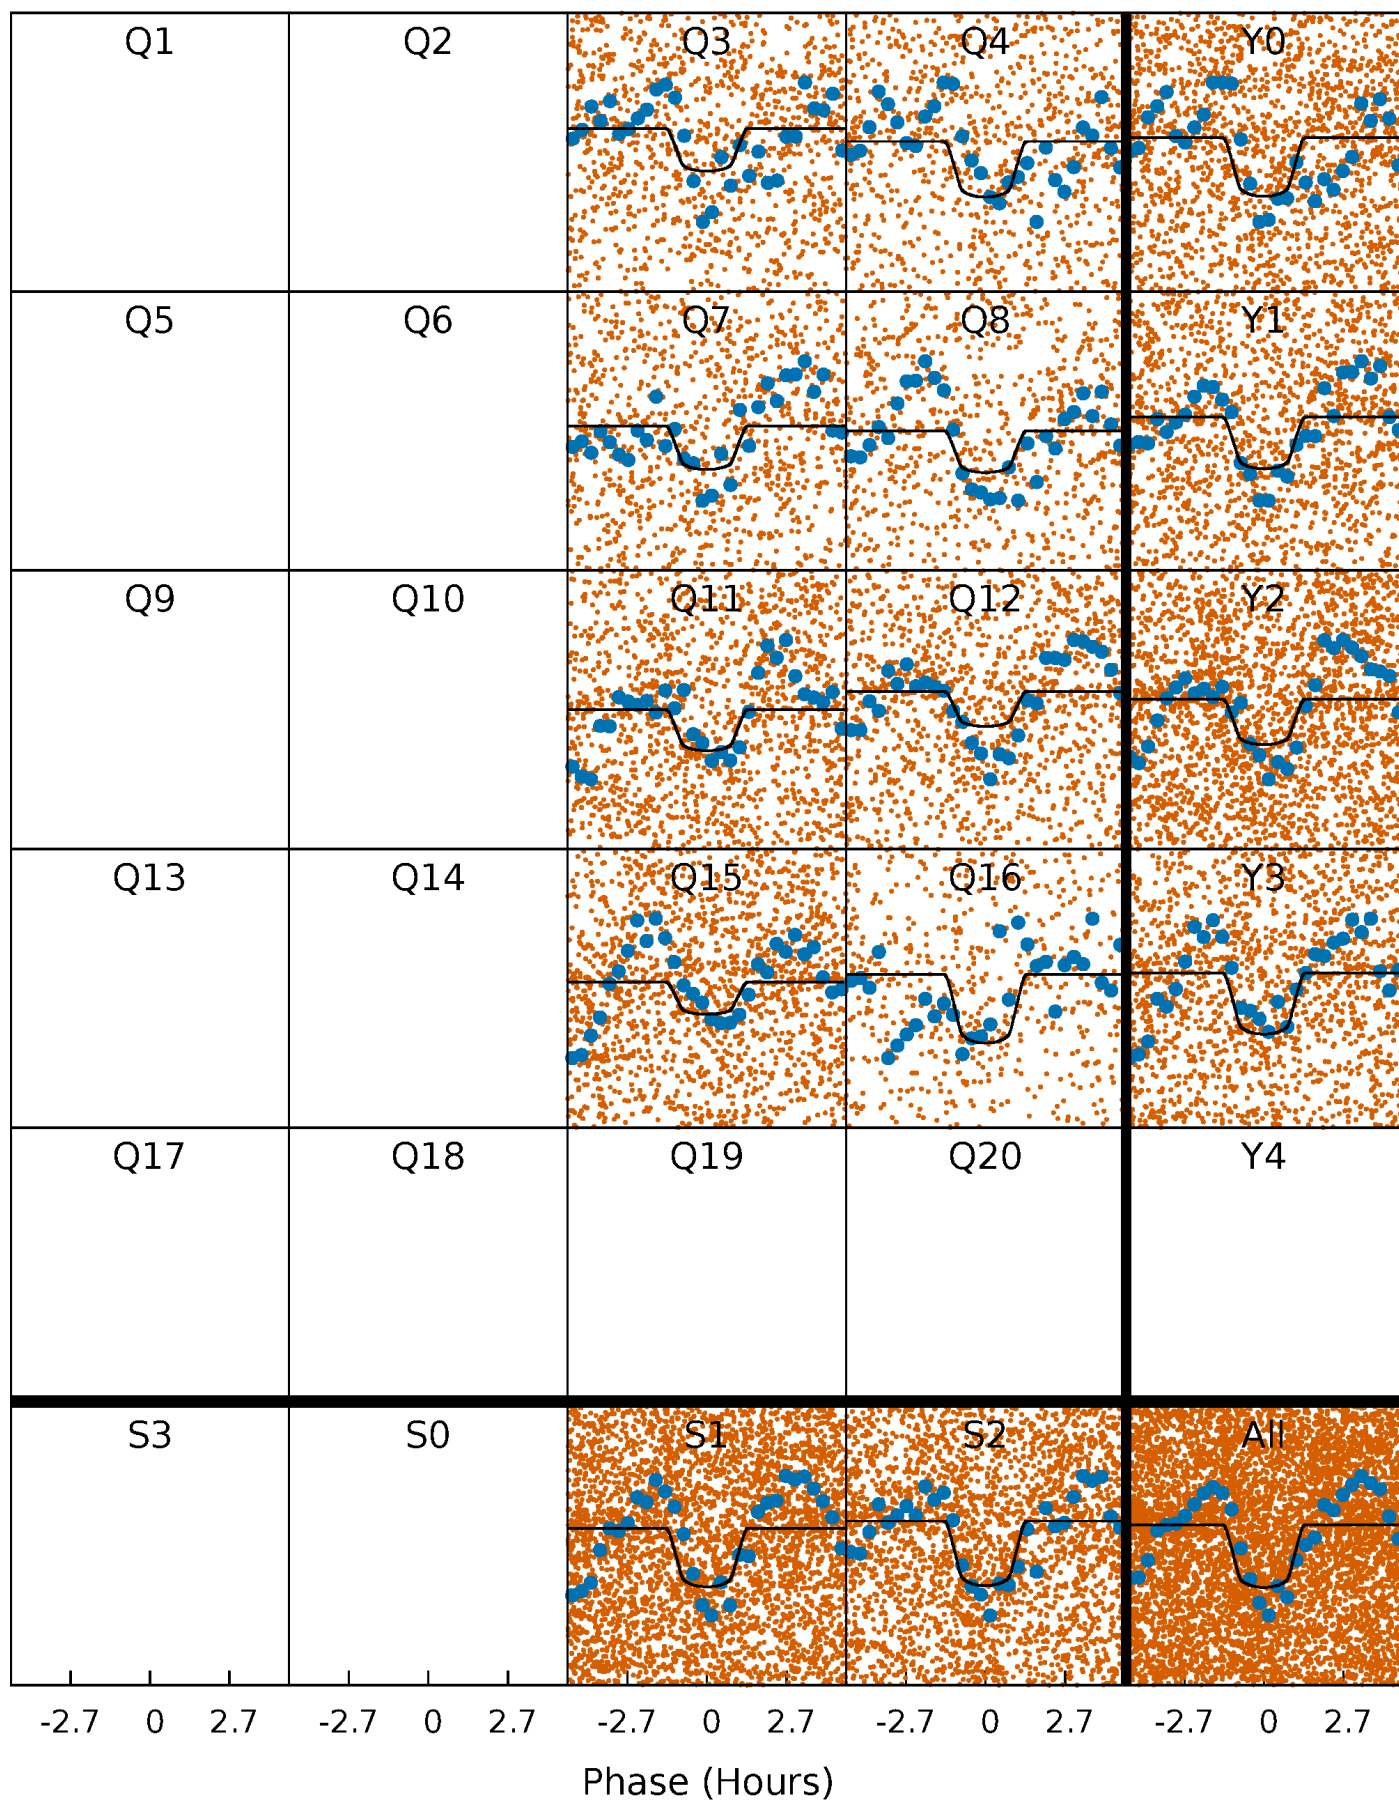 Q1 Q2 Q3 Q4 Y0
Q5 Q6 Q7 Q8 Y1
Q9 Q10 Q11 Q12 Y2
Q13 Q14 Q15 Q16 Y3
Q17 Q18 Q19 Q20 Y4
S3 S0 S1 S2 All
-2.7 0 2.7 -2.7 0 2.7 -2.7 0 2.7 -2.7 0 2.7 -2.7 0 2.7
Phase (Hours)